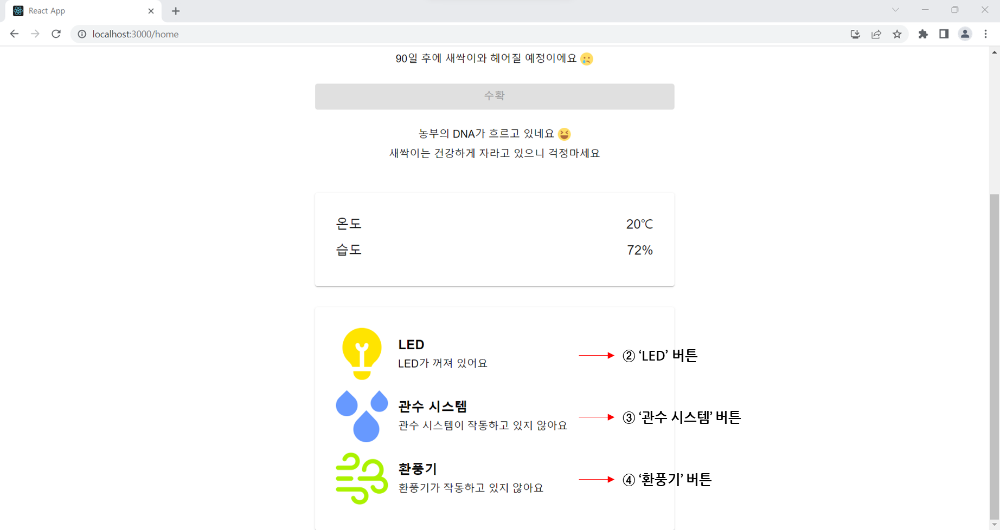 React App
localhost:3000/home
90일 후에 새싹이와 헤어질 예정이에요
수확
농부의 DNA가 흐르고 있네요
새싹이는 건강하게 자라고 있으니 걱정마세요
온도 20℃
습도 72%
LED
LED가 꺼져 있어요
② ‘LED’ 버튼
관수 시스템
관수 시스템이 작동하고 있지 않아요
③ ‘관수 시스템’ 버튼
환풍기
환풍기가 작동하고 있지 않아요
④ ‘환풍기’ 버튼